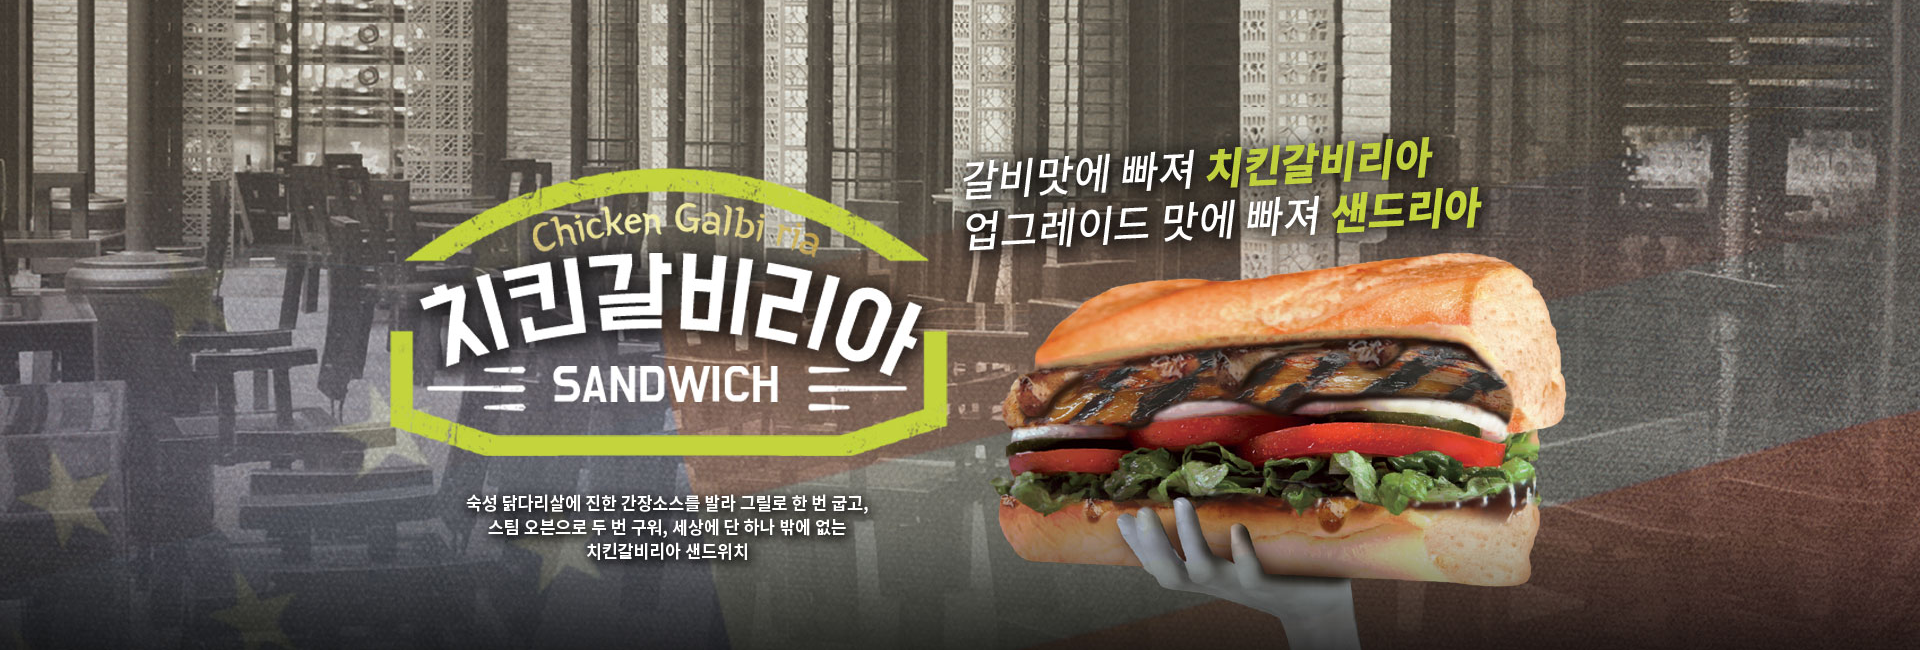 Chicken Galbi ria
치킨갈비리아
SANDWICH
숙성 닭다리살에 진한 간장소스를 발라 그릴로 한 번 굽고,
스팀 오븐으로 두 번 구워, 세상에 단 하나 밖에 없는
치킨갈비리아 샌드위치
갈비맛에 빠져 치킨갈비리아
업그레이드 맛에 빠져 샌드리아